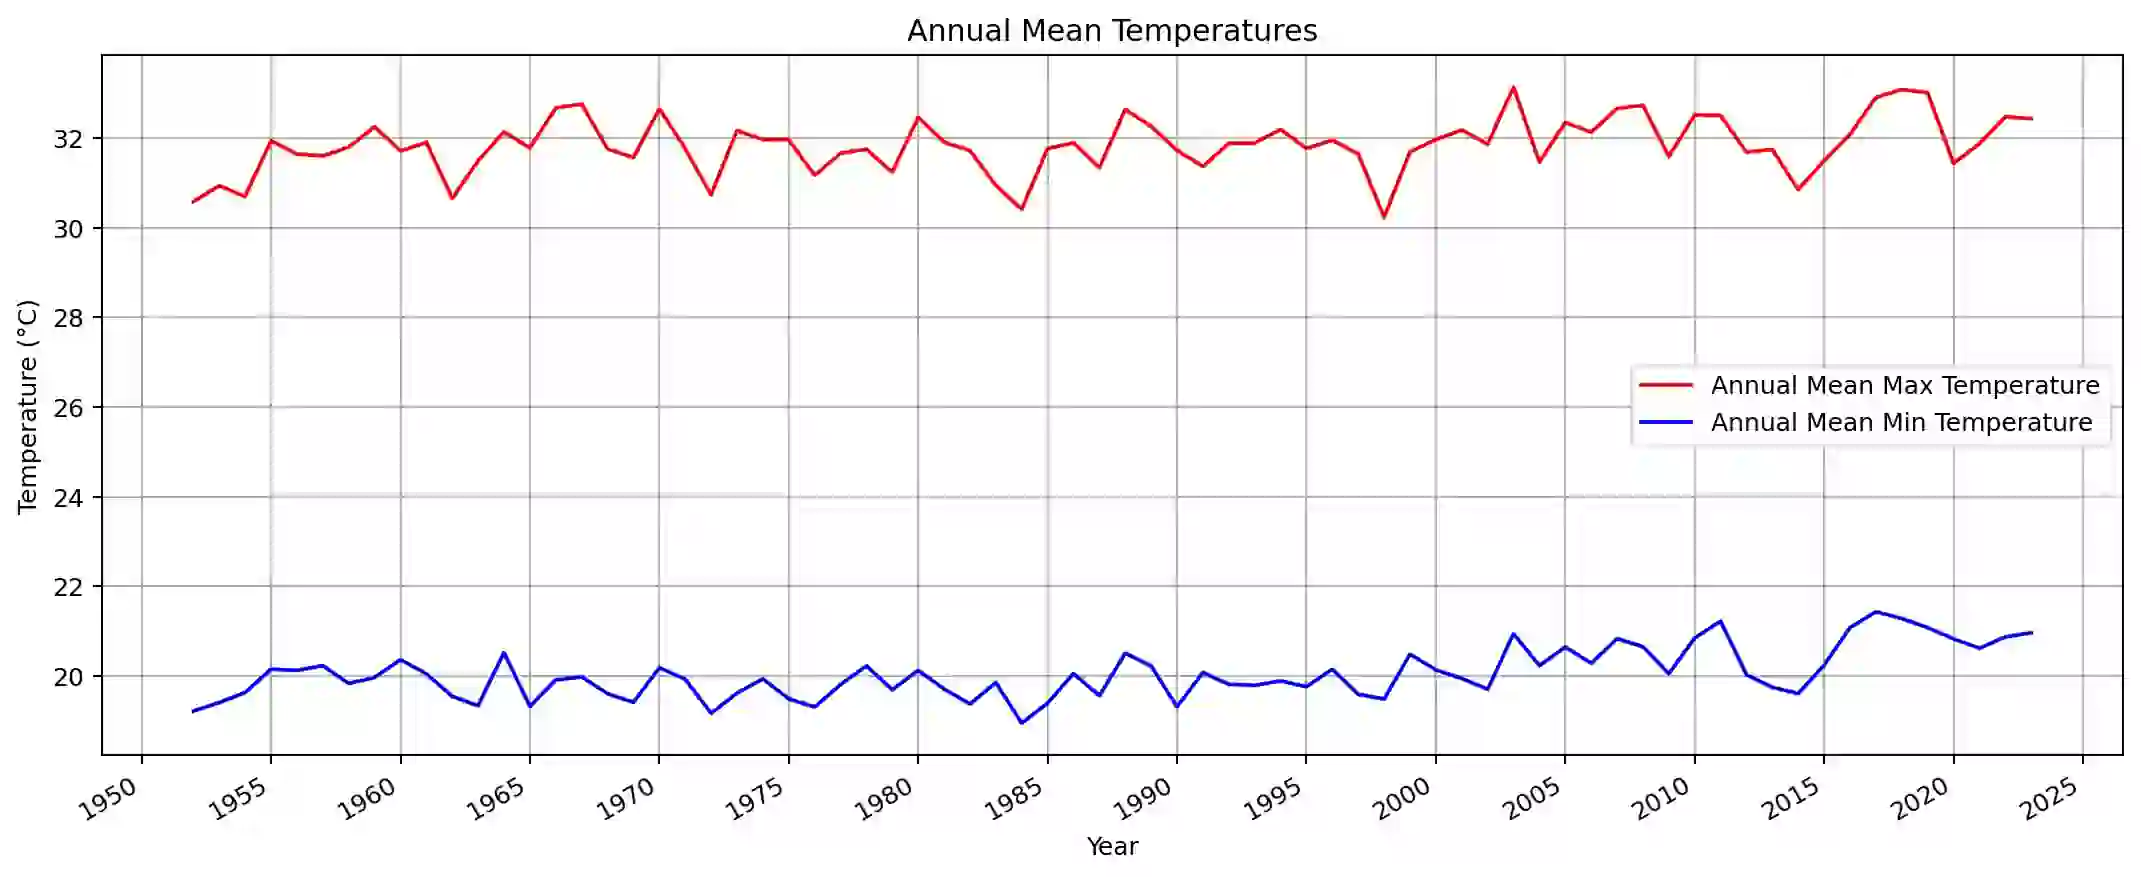 Annual Mean Temperatures
Temperature (°C)
32
30
28
26
24
22
20
Annual Mean Max Temperature
Annual Mean Min Temperature
1950 1955 1960 1965 1970 1975 1980 1985 1990 1995 2000 2005 2010 2015 2020 2025
Year